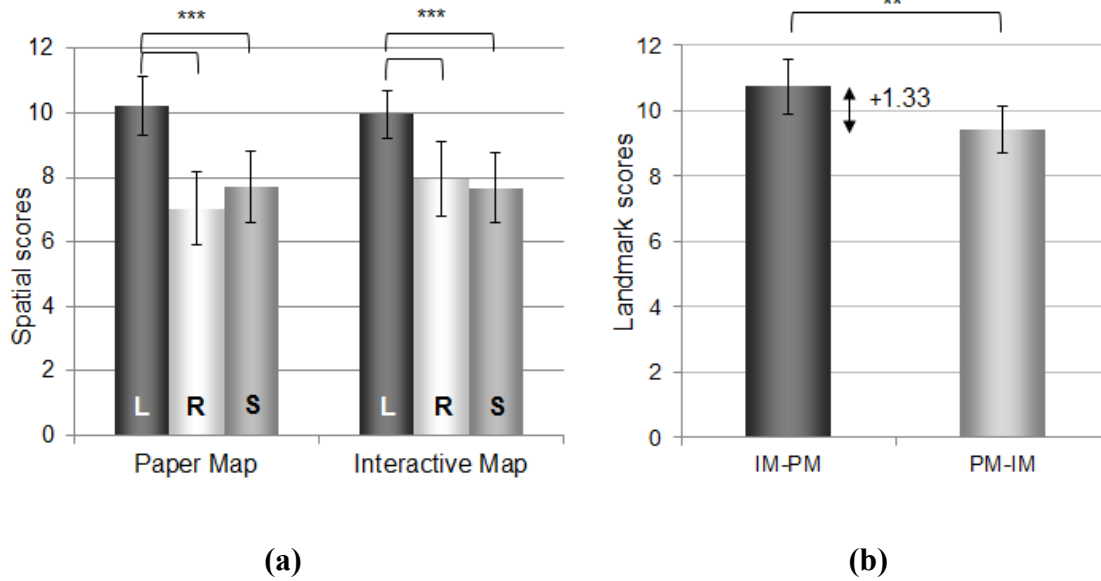 ***
***
Spatial scores
12
10
8
6
4
2
0
L
R
S
L
R
S
Paper Map
Interactive Map
(a)
**
Landmark scores
12
10
8
6
4
2
0
+1.33
IM-PM
PM-IM
(b)